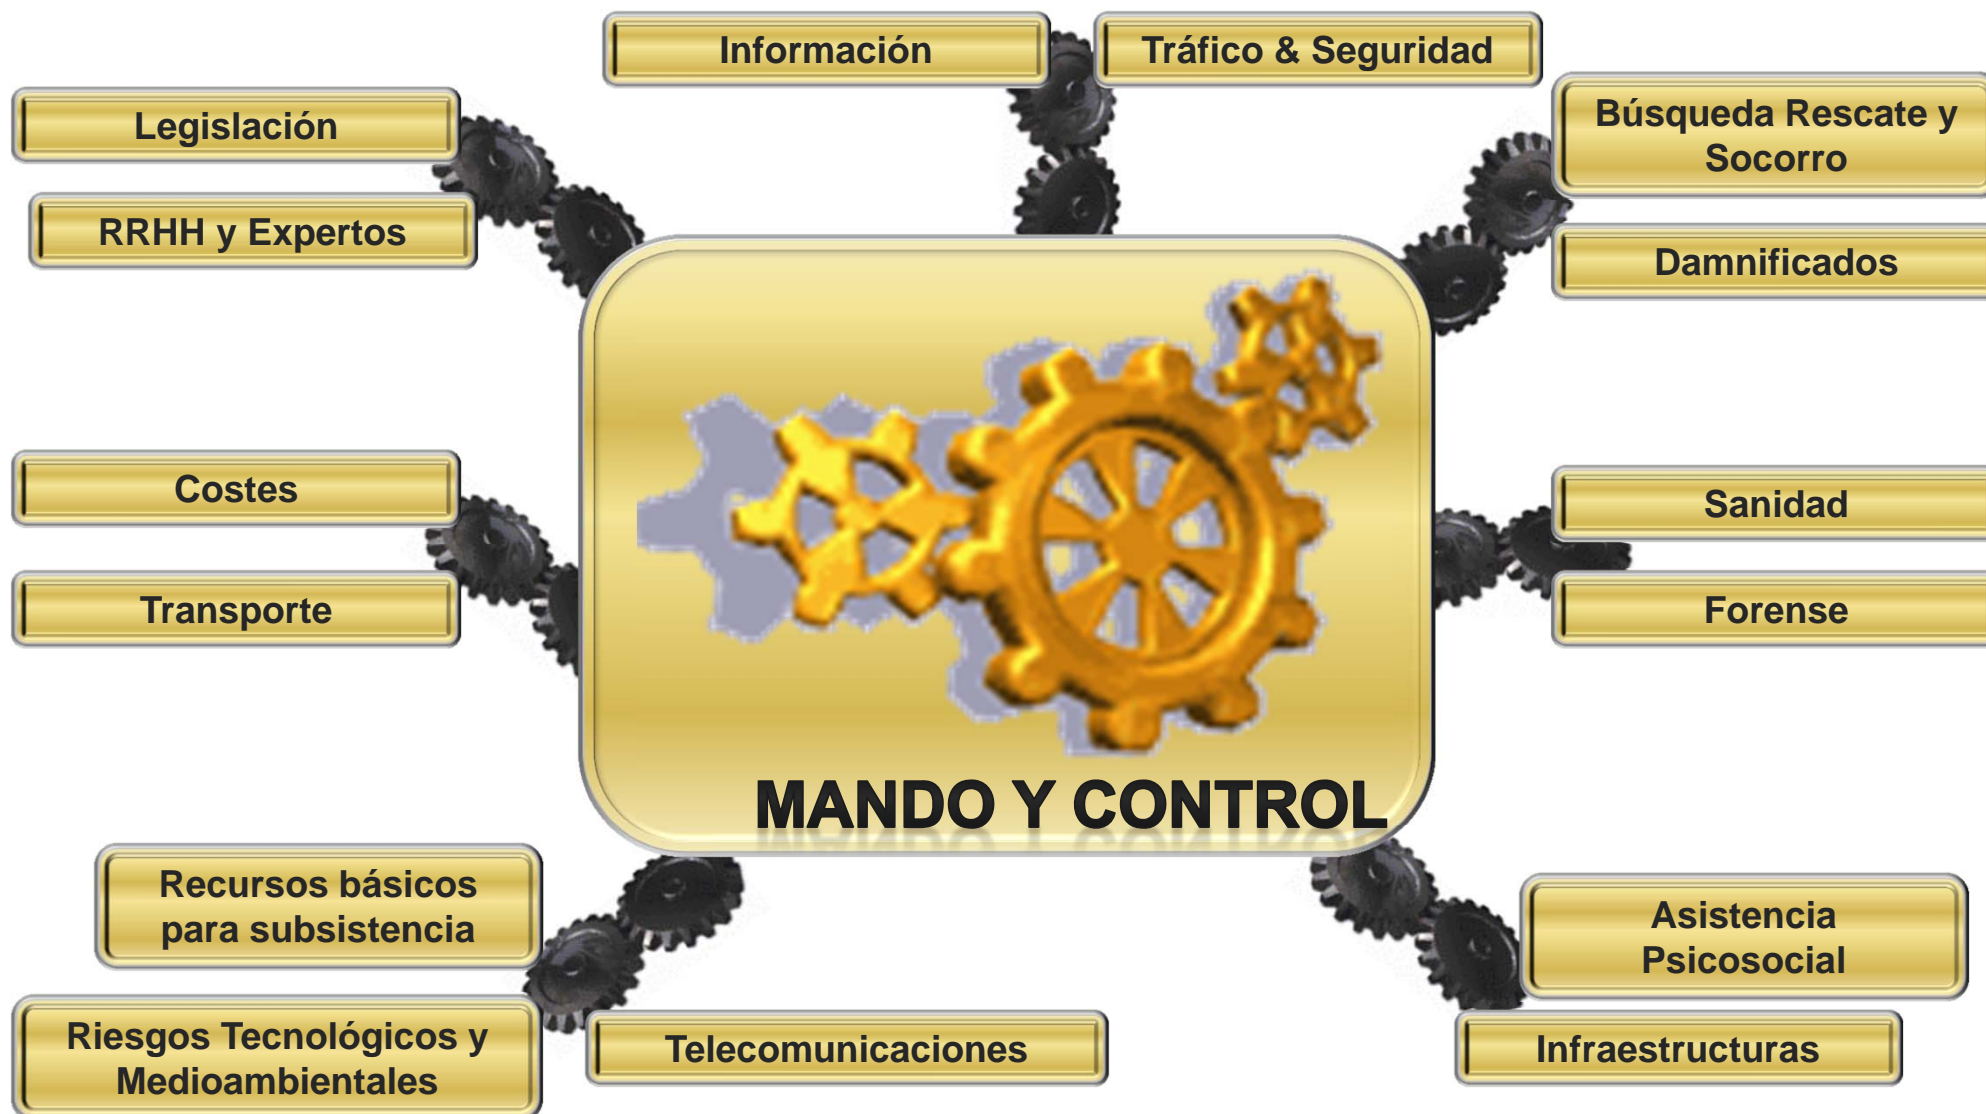 Información
Tráfico & Seguridad
Legislación
RRHH y Expertos
Búsqueda Rescate y
Socorro
Damnificados
Costes
Transporte
Sanidad
Forense
MANDO Y CONTROL
Recursos básicos
para subsistencia
Riesgos Tecnológicos y
Medioambientales
Telecomunicaciones
Asistencia
Psicosocial
Infraestructuras